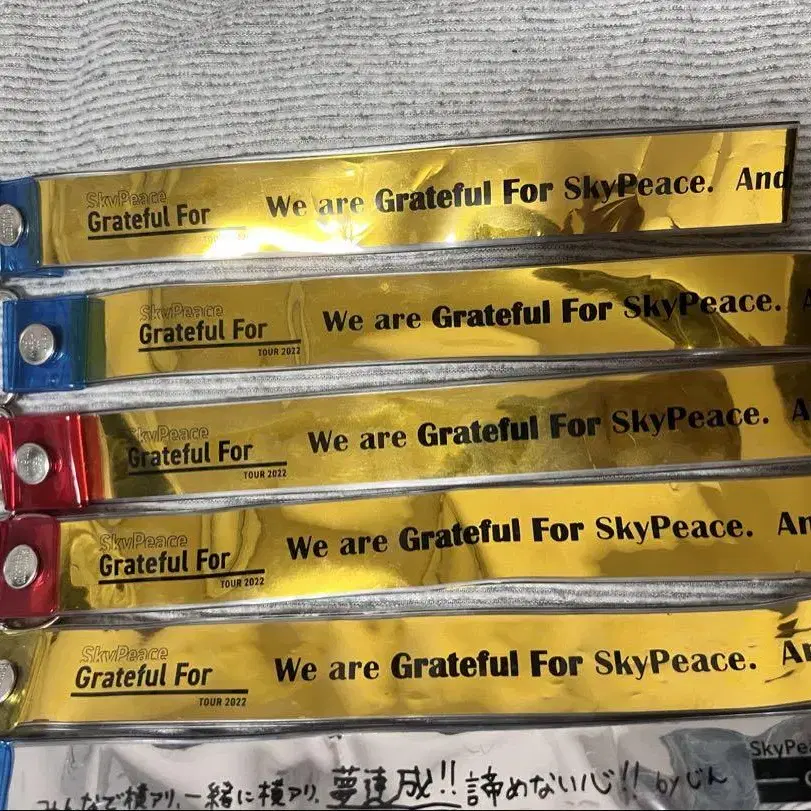 SkyPeace
Grateful For
We are Grateful For SkyPeace. And
SkyPeace
Grateful For
TOUR 2022
We are Grateful For SkyPeace. A
SkyPeace
Grateful For
TOUR 2022
We are Grateful For SkyPeace. An
SkyPeace
Grateful For
TOUR 2022
We are Grateful For SkyPeace. An
SkyPeace
Grateful For
TOUR 2022
We are Grateful For SkyPeace. An
SkyPea
みんなで横アリ、一緒に横アリ、夢達成!!諦めない心!! byじん